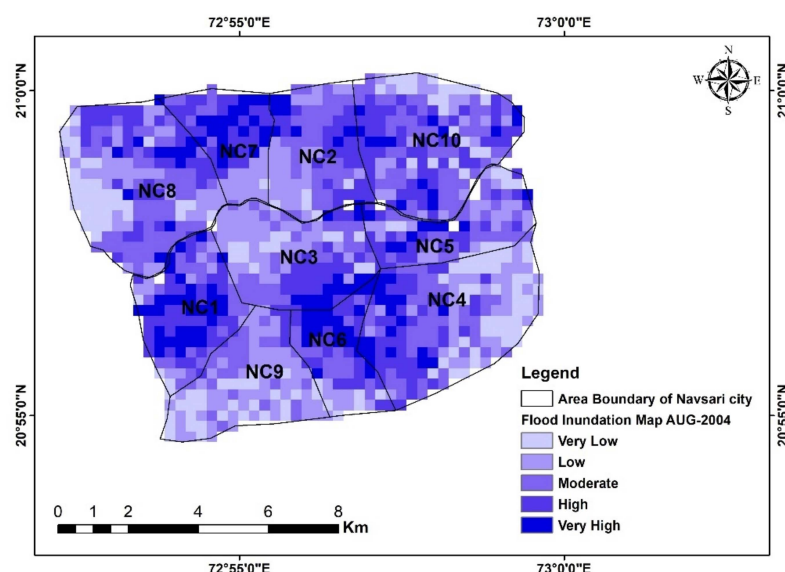 72°55'0"E 73°0'0"E
N
W E
S
21°0'0"N 21°0'0"N
NC7
NC2
NC10
NC8
NC5
NC3
NC1
NC4
NC6
NC9
Legend
Area Boundary of Navsari city
Flood Inundation Map AUG-2004
Very Low
Low
Moderate
High
Very High
20°55'0"N 20°55'0"N
0 1 2 4 6 8
Km
72°55'0"E 73°0'0"E